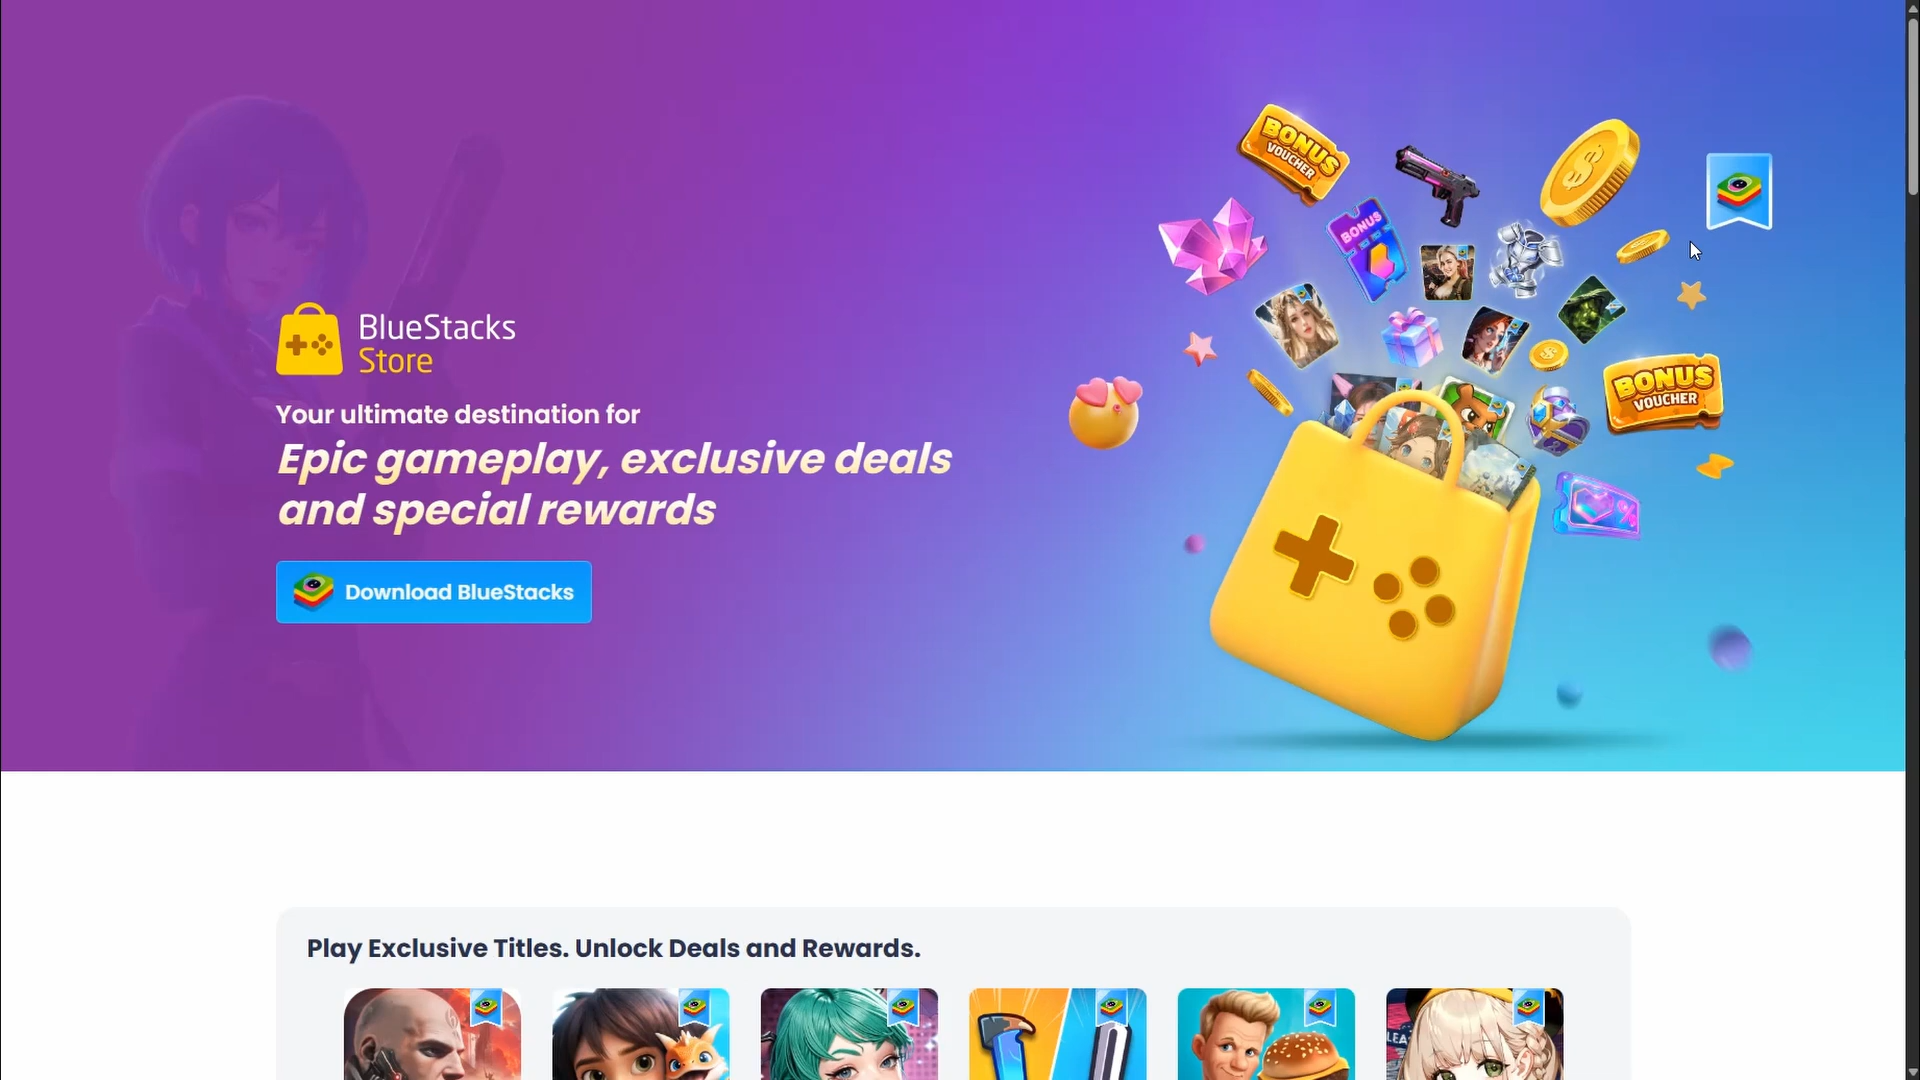 BONUS
VOUCHER
BONUS
BlueStacks
Store
BONUS
VOUCHER
Your ultimate destination for
Epic gameplay, exclusive deals
and special rewards
Download BlueStacks
Play Exclusive Titles. Unlock Deals and Rewards.